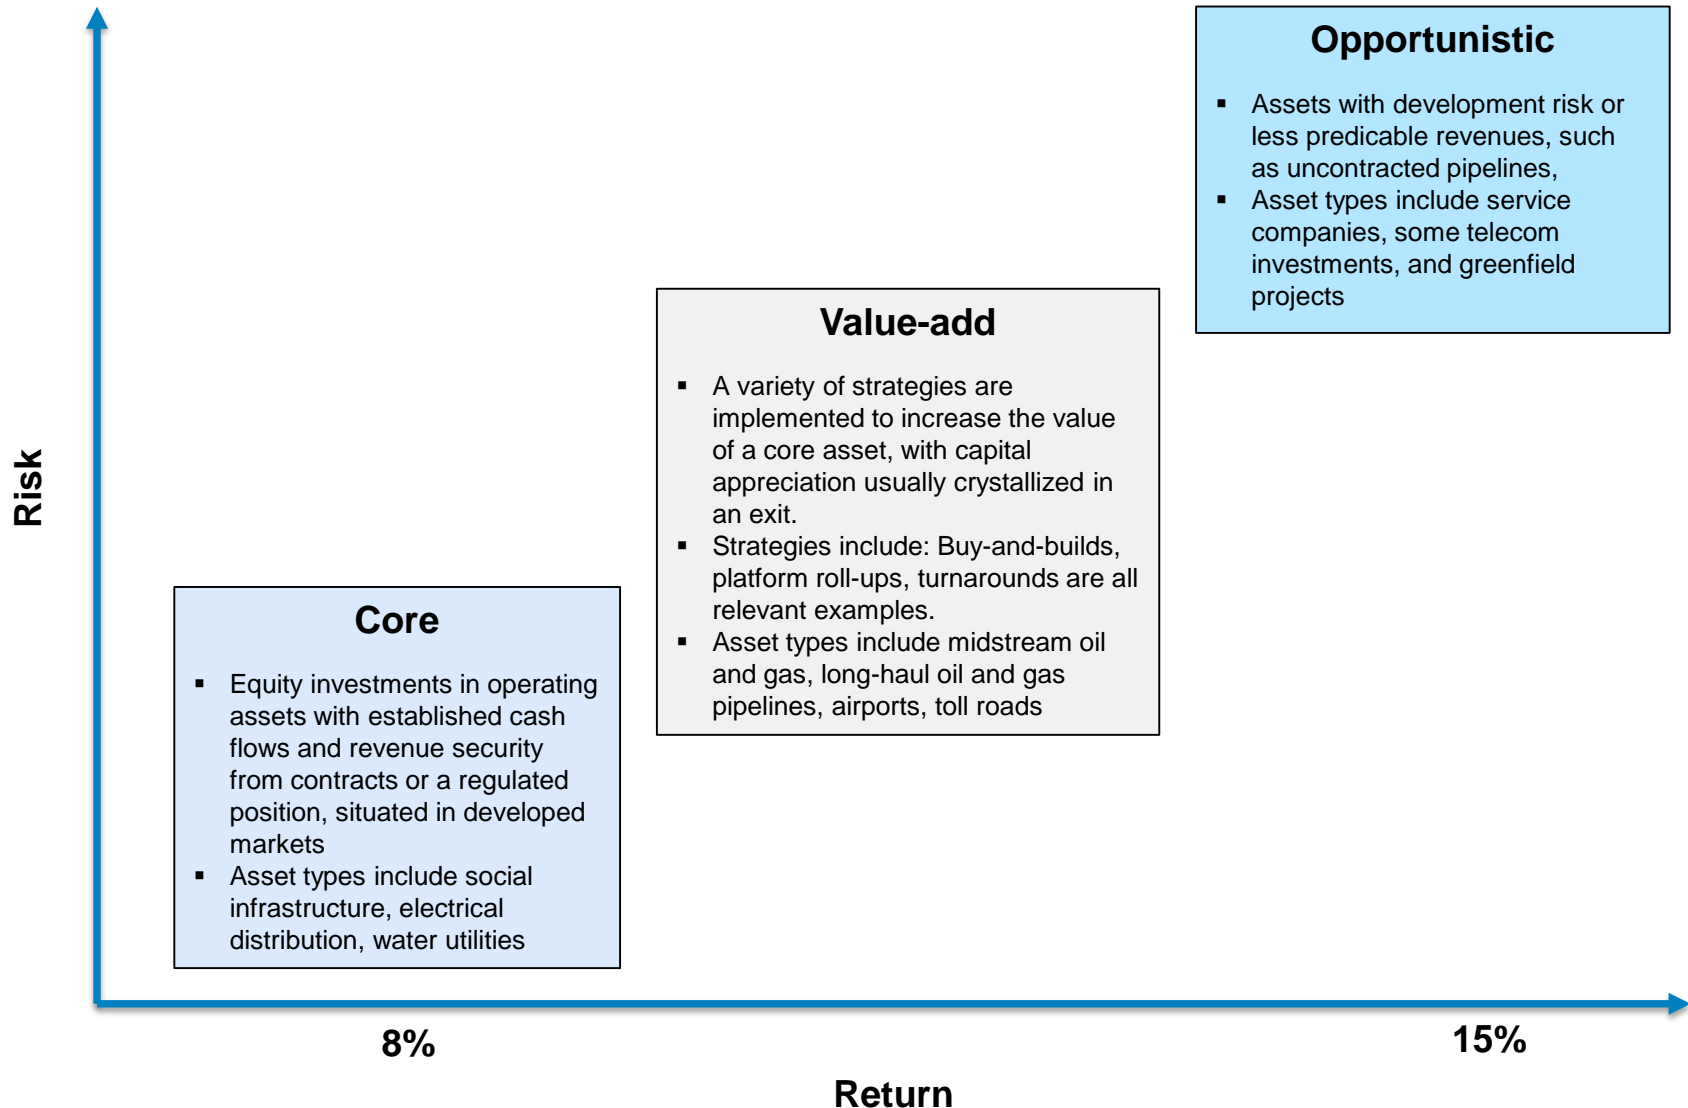 Opportunistic
▪ Assets with development risk or
less predicable revenues, such
as uncontracted pipelines,
▪ Asset types include service
companies, some telecom
investments, and greenfield
projects
Value-add
▪ A variety of strategies are
implemented to increase the value
of a core asset, with capital
appreciation usually crystallized in
an exit.
▪ Strategies include: Buy-and-builds,
platform roll-ups, turnarounds are all
relevant examples.
▪ Asset types include midstream oil
and gas, long-haul oil and gas
pipelines, airports, toll roads
Risk
Core
▪ Equity investments in operating
assets with established cash
flows and revenue security
from contracts or a regulated
position, situated in developed
markets
▪ Asset types include social
infrastructure, electrical
distribution, water utilities
8%
15%
Return